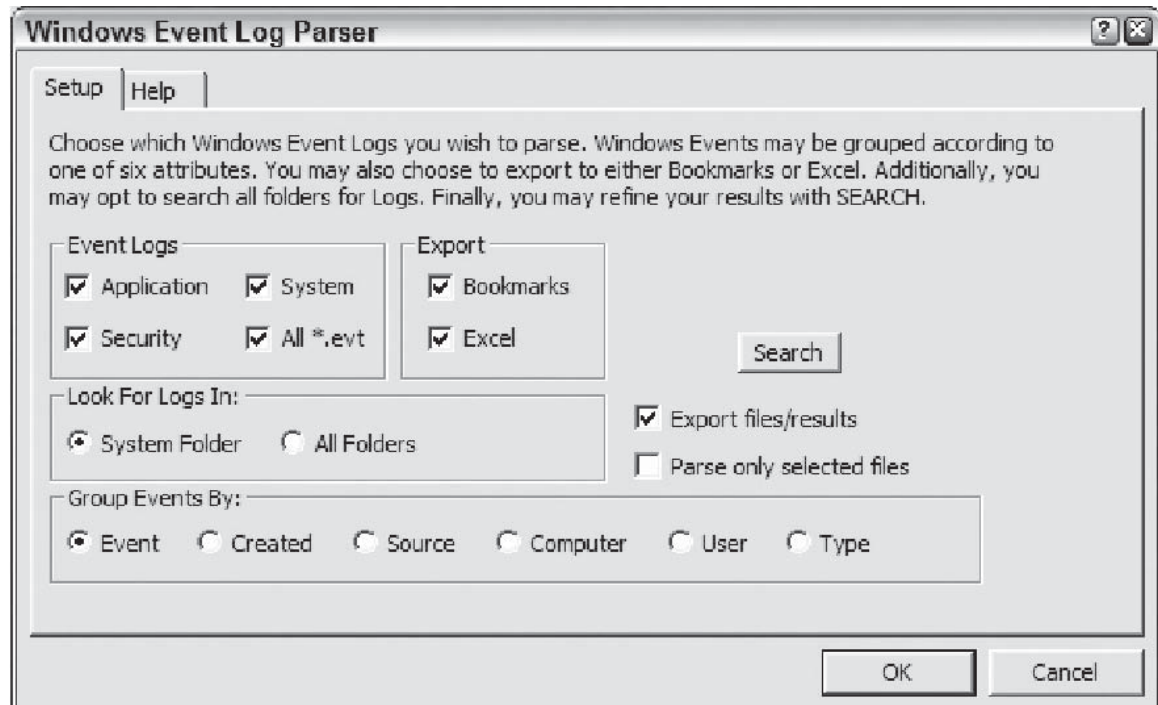 Windows Event Log Parser
Setup
Help
Choose which Windows Event Logs you wish to parse. Windows Events may be grouped according to
one of six attributes. You may also choose to export to either Bookmarks or Excel. Additionally, you
may opt to search all folders for Logs. Finally, you may refine your results with SEARCH.
Event Logs
Application
System
Security
All *.evt
Export
Bookmarks
Excel
Search
Look For Logs In:
System Folder
All Folders
Export files/results
Parse only selected files
Group Events By:
Event
Created
Source
Computer
User
Type
OK
Cancel